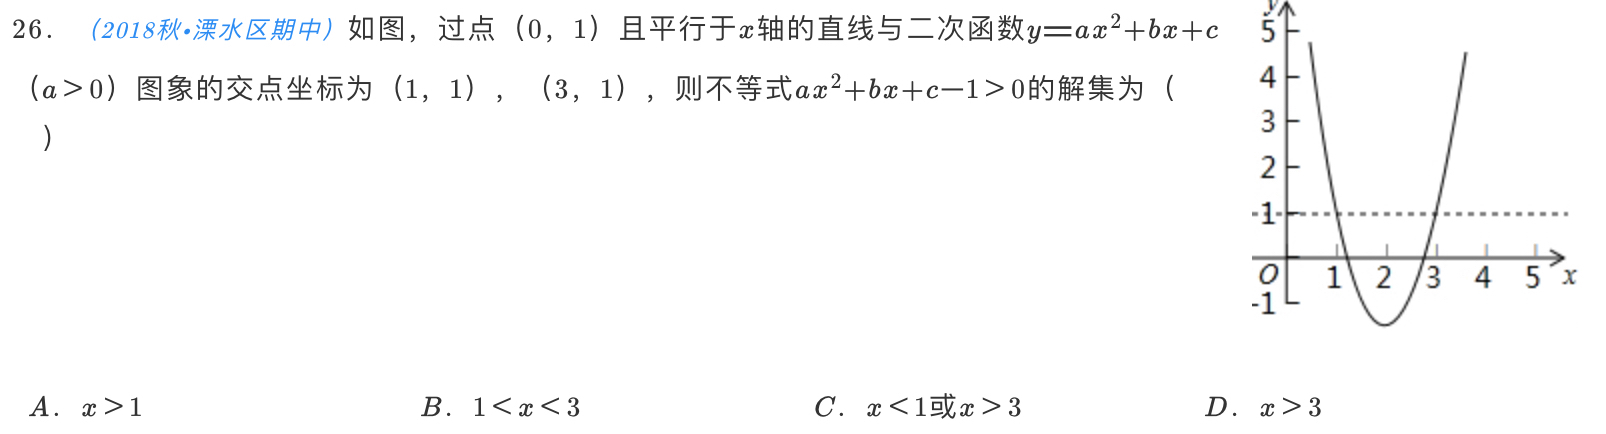 26. （2018秋•溧水区期中）如图，过点（0，1）且平行于x轴的直线与二次函数y=ax²+bx+c
（a＞0）图象的交点坐标为（1，1），（3，1），则不等式ax²+bx+c−1＞0的解集为（
）
y
5
4
3
2
1
O 1 2 3 4 5 x
-1
A. x＞1 B. 1＜x＜3 C. x＜1或x＞3 D. x＞3